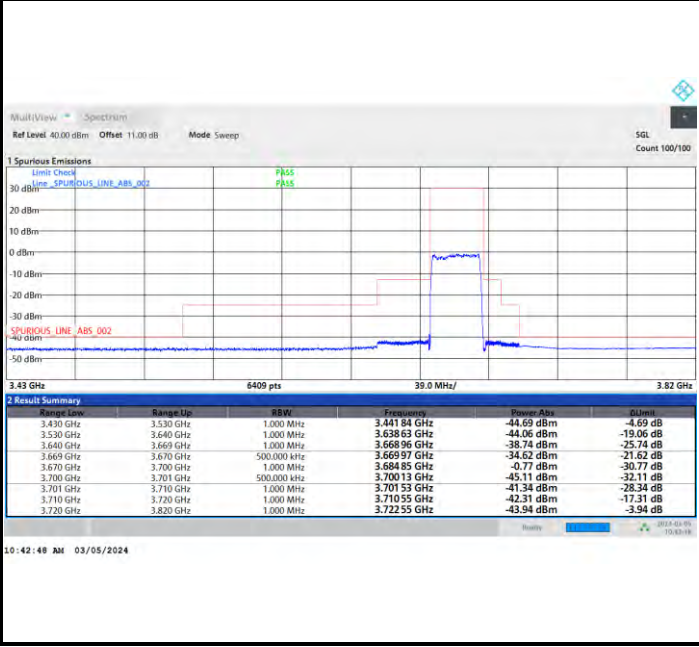 MultiView Spectrum
Ref Level 40.00 dBm Offset 11.00 dB Mode Sweep SGL
Count 100/100
1 Spurious Emissions
Limit Check PASS
Line _SPURIOUS_LINE_ABS_002 PASS
30 dBm
20 dBm
10 dBm
0 dBm
-10 dBm
-20 dBm
-30 dBm
SPURIOUS_LINE_ABS_002
-40 dBm
-50 dBm
3.43 GHz 6409 pts 39.0 MHz/ 3.82 GHz
2 Result Summary
Range Low Range Up RBW Frequency Power Abs ΔLimit
3.430 GHz 3.530 GHz 1.000 MHz 3.441 84 GHz -44.69 dBm -4.69 dB
3.530 GHz 3.640 GHz 1.000 MHz 3.638 63 GHz -44.06 dBm -19.06 dB
3.640 GHz 3.669 GHz 1.000 MHz 3.668 96 GHz -38.74 dBm -25.74 dB
3.669 GHz 3.670 GHz 500.000 kHz 3.669 97 GHz -34.62 dBm -21.62 dB
3.670 GHz 3.700 GHz 1.000 MHz 3.684 85 GHz -0.77 dBm -30.77 dB
3.700 GHz 3.701 GHz 500.000 kHz 3.700 13 GHz -45.11 dBm -32.11 dB
3.701 GHz 3.710 GHz 1.000 MHz 3.701 53 GHz -41.34 dBm -28.34 dB
3.710 GHz 3.720 GHz 1.000 MHz 3.710 55 GHz -42.31 dBm -17.31 dB
3.720 GHz 3.820 GHz 1.000 MHz 3.722 55 GHz -43.94 dBm -3.94 dB
Ready
10:42:48 AM 03/05/2024